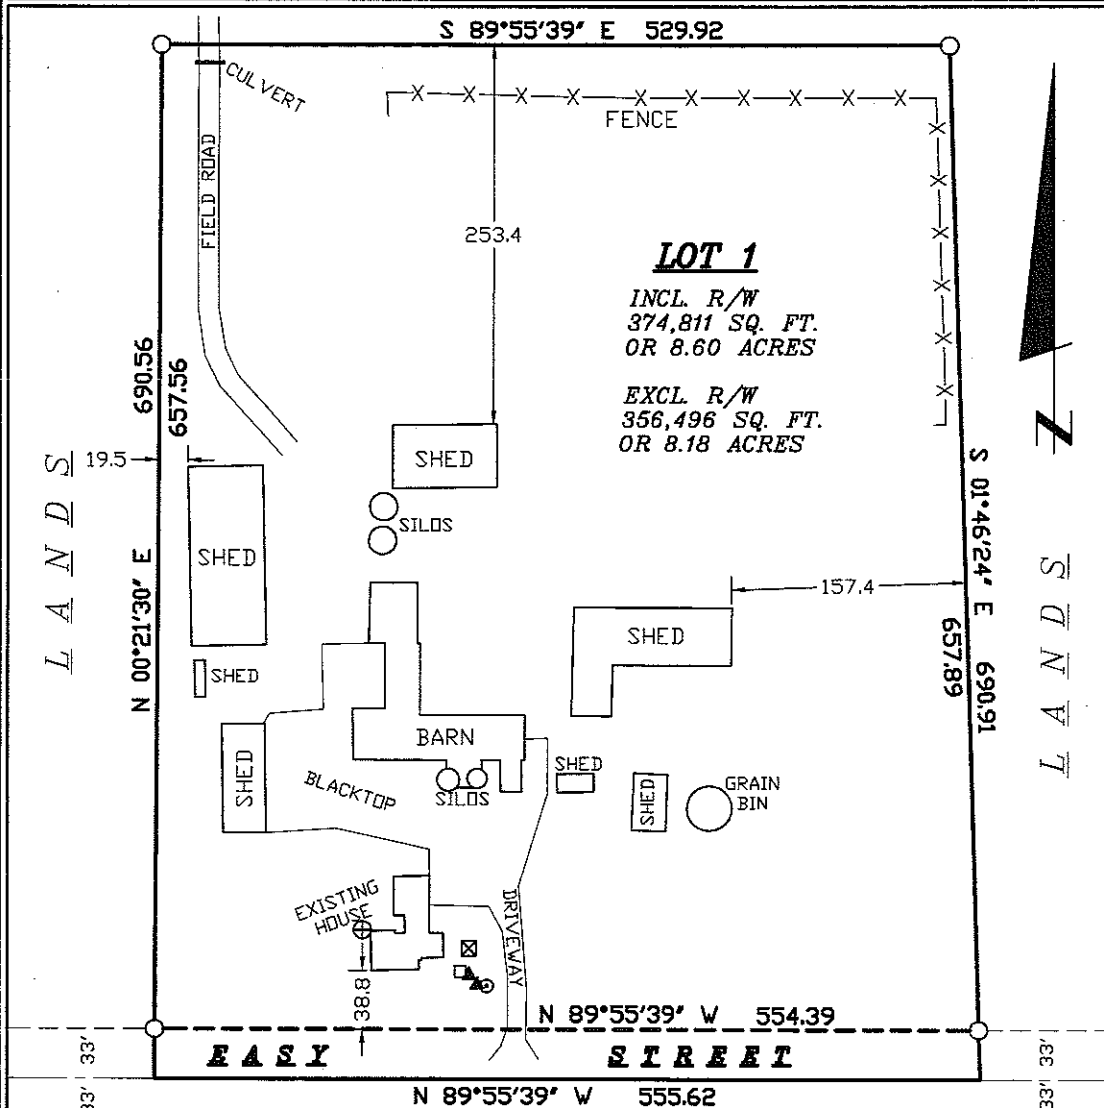 S 89°55'39" E 529.92
CULVERT
FENCE
FIELD ROAD
253.4
LOT 1
INCL. R/W
374,811 SQ. FT.
OR 8.60 ACRES
EXCL. R/W
356,496 SQ. FT.
OR 8.18 ACRES
690.56
657.56
19.5
LANDS
N 00°21'30" E
SHED
SILOS
SHED
SHED
SHED
157.4
S 01°46'24" E 690.91
657.89
LANDS
N
BARN
SHED
BLACKTOP
SILOS
SHED
SHED
GRAIN
BIN
EXISTING
HOUSE
DRIVEWAY
38.8
N 89°55'39" W 554.39
33'
EASY STREET
33'
33'
N 89°55'39" W 555.62
33'